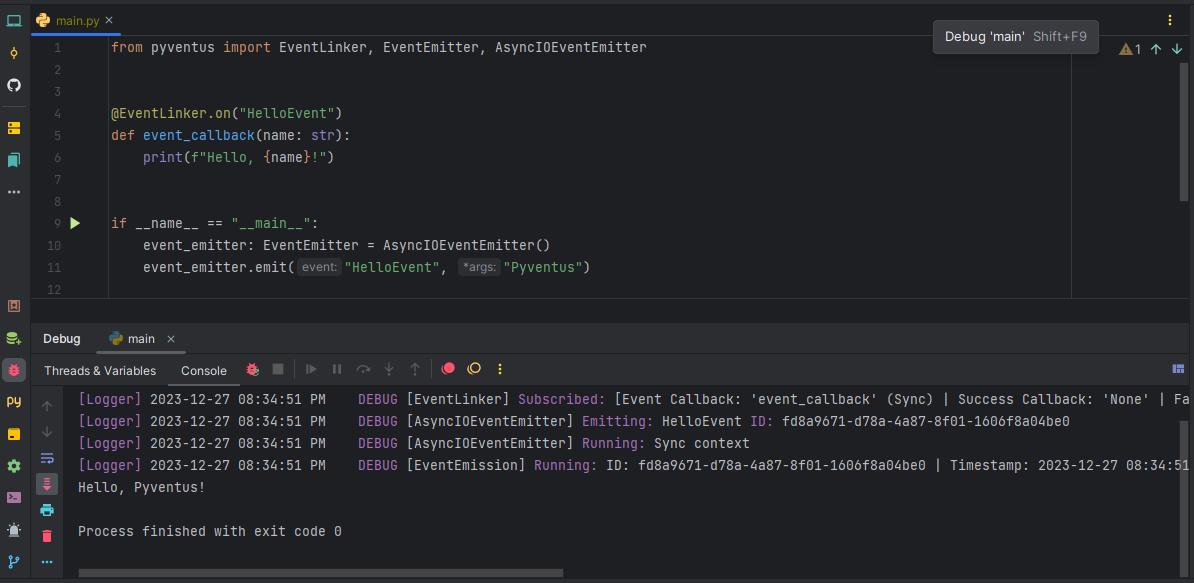 main.py
Debug 'main' Shift+F9
1
1 from pyventus import EventLinker, EventEmitter, AsyncIOEventEmitter
2
3
4 @EventLinker.on("HelloEvent")
5 def event_callback(name: str):
6 print(f"Hello, {name}!")
7
8
9 if __name__ == "__main__":
10 event_emitter: EventEmitter = AsyncIOEventEmitter()
11 event_emitter.emit( event: "HelloEvent", *args: "Pyventus")
12
Debug main
Threads & Variables Console
[Logger] 2023-12-27 08:34:51 PM DEBUG [EventLinker] Subscribed: [Event Callback: 'event_callback' (Sync) | Success Callback: 'None' | Fa
[Logger] 2023-12-27 08:34:51 PM DEBUG [AsyncIOEventEmitter] Emitting: HelloEvent ID: fd8a9671-d78a-4a87-8f01-1606f8a04be0
[Logger] 2023-12-27 08:34:51 PM DEBUG [AsyncIOEventEmitter] Running: Sync context
[Logger] 2023-12-27 08:34:51 PM DEBUG [EventEmission] Running: ID: fd8a9671-d78a-4a87-8f01-1606f8a04be0 | Timestamp: 2023-12-27 08:34:51
Hello, Pyventus!
Process finished with exit code 0
py